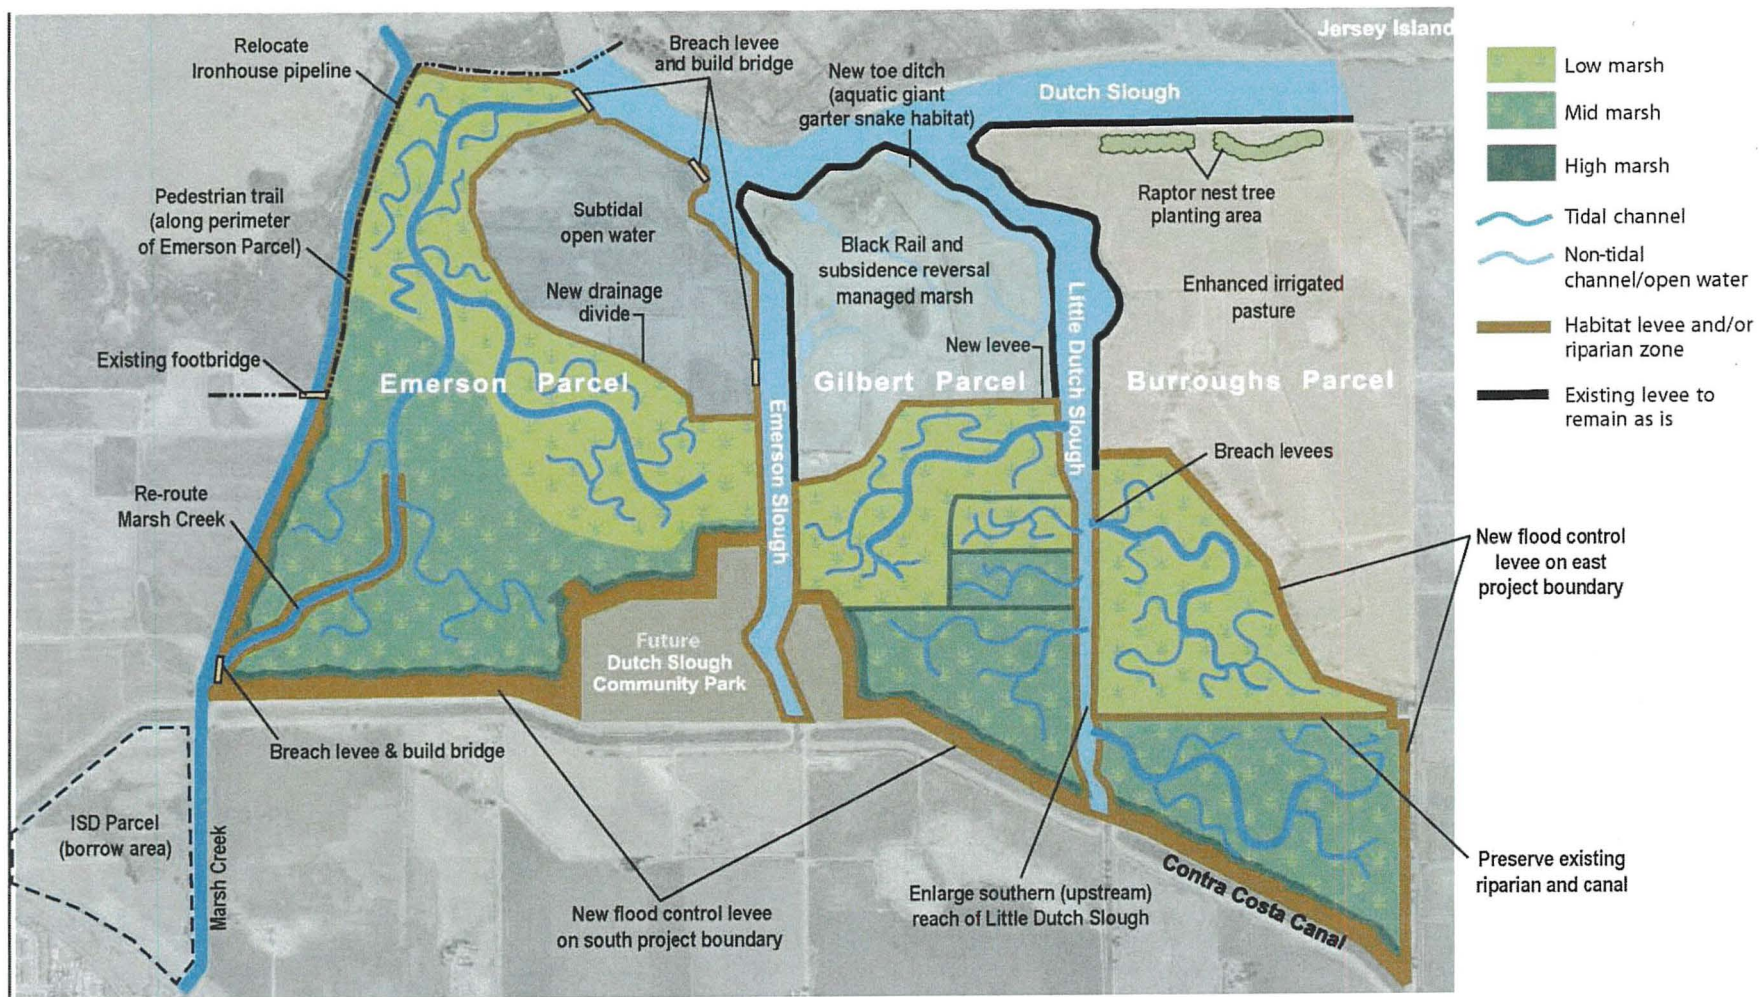 Jersey Island
Relocate
Ironhouse pipeline
Breach levee
and build bridge
New toe ditch
(aquatic giant
garter snake habitat)
Dutch Slough
Raptor nest tree
planting area
Pedestrian trail
(along perimeter
of Emerson Parcel)
Subtidal
open water
Black Rail and
subsidence reversal
managed marsh
Little Dutch Slough
Enhanced irrigated
pasture
New drainage
divide
New levee
Existing footbridge
Emerson Parcel
Gilbert Parcel
Burroughs Parcel
Emerson Slough
Breach levees
Re-route
Marsh Creek
New flood control
levee on east
project boundary
Future
Dutch Slough
Community Park
Breach levee & build bridge
ISD Parcel
(borrow area)
Marsh Creek
New flood control levee
on south project boundary
Enlarge southern (upstream)
reach of Little Dutch Slough
Contra Costa Canal
Preserve existing
riparian and canal
Low marsh
Mid marsh
High marsh
Tidal channel
Non-tidal
channel/open water
Habitat levee and/or
riparian zone
Existing levee to
remain as is